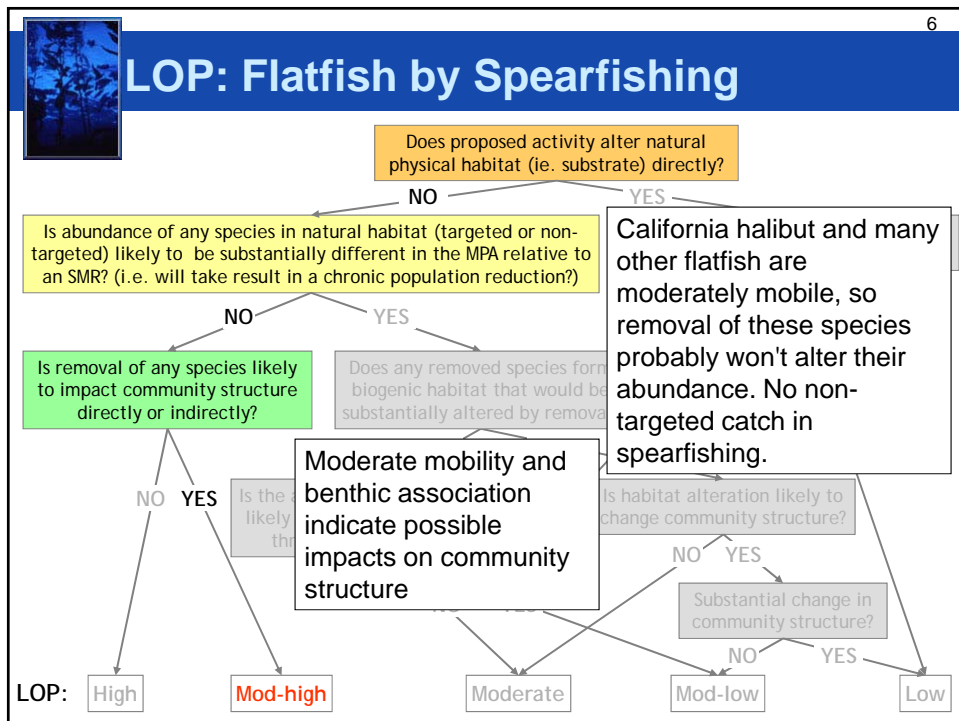 6
LOP: Flatfish by Spearfishing
Does proposed activity alter natural
physical habitat (ie. substrate) directly?
NO
YES
Is abundance of any species in natural habitat (targeted or non-
targeted) likely to be substantially different in the MPA relative to
an SMR? (i.e. will take result in a chronic population reduction?)
California halibut and many
other flatfish are
moderately mobile, so
removal of these species
probably won't alter their
abundance. No non-
targeted catch in
spearfishing.
NO
YES
Is removal of any species likely
to impact community structure
directly or indirectly?
Does any removed species form
biogenic habitat that would be
substantially altered by removal
Moderate mobility and
benthic association
indicate possible
impacts on community
structure
NO
YES
Is the
likely
Is habitat alteration likely to
change community structure?
NO
YES
Substantial change in
community structure?
NO
YES
LOP:
High
Mod-high
Moderate
Mod-low
Low